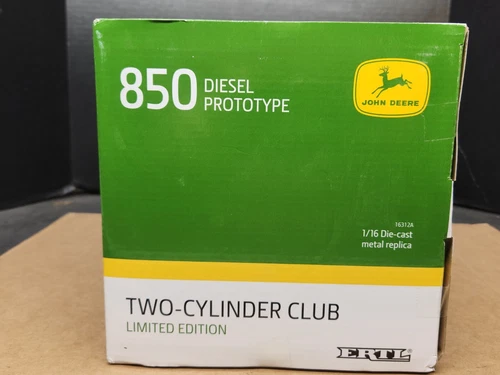 850 DIESEL
PROTOTYPE
JOHN DEERE
16312A
1/16 Die-cast
metal replica
TWO-CYLINDER CLUB
LIMITED EDITION
ERTL®